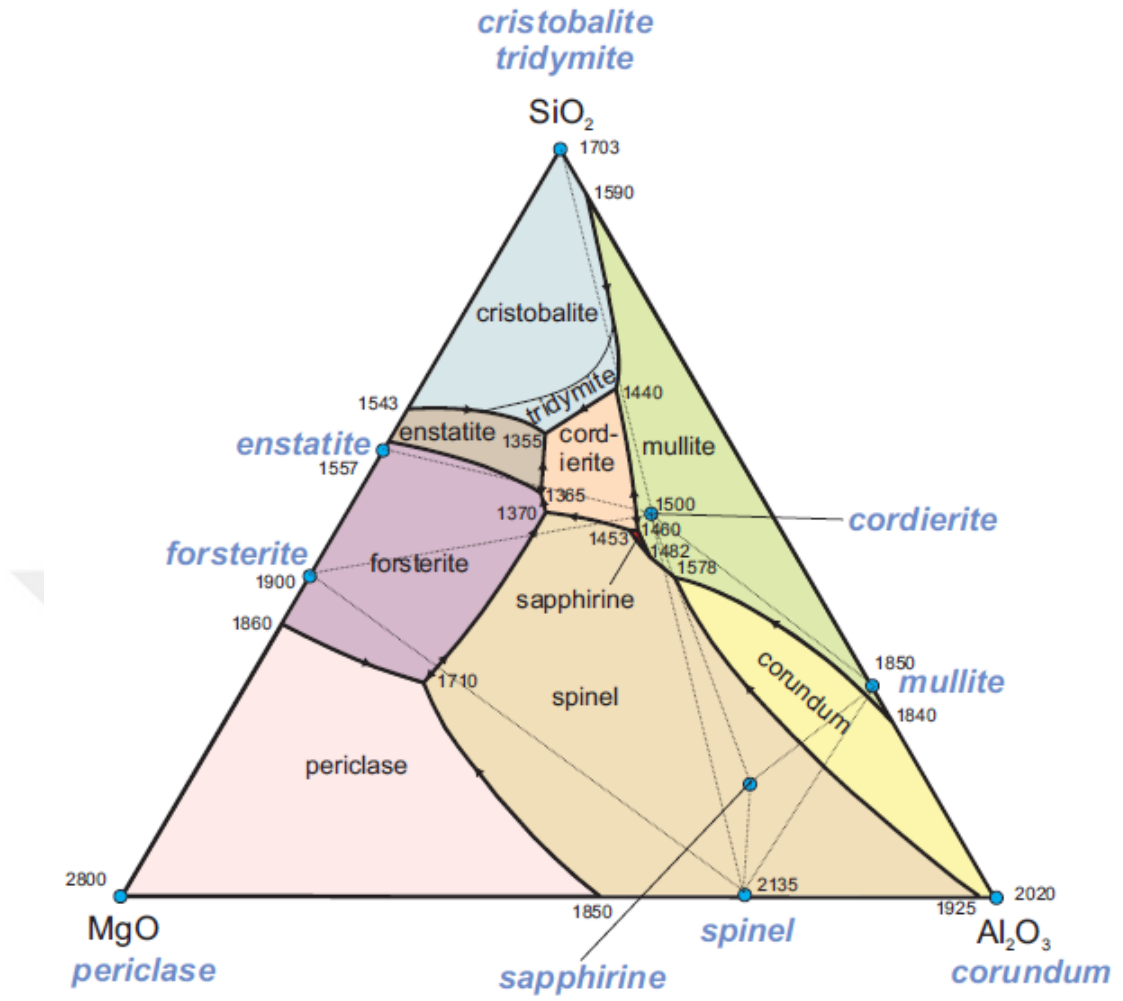 cristobalite
tridymite
SiO₂
1703
1590
cristobalite
tridymite
1440
1543
enstatite
1355
cord-
ierite
mullite
enstatite
1557
1365
1500
1370
1460
cordierite
1453
1482
forsterite
1900
forsterite
1578
sapphirine
1860
1710
corundum
1850
mullite
1840
spinel
periclase
2800
2135
2020
1850
1925
MgO
spinel
Al₂O₃
periclase
sapphirine
corundum